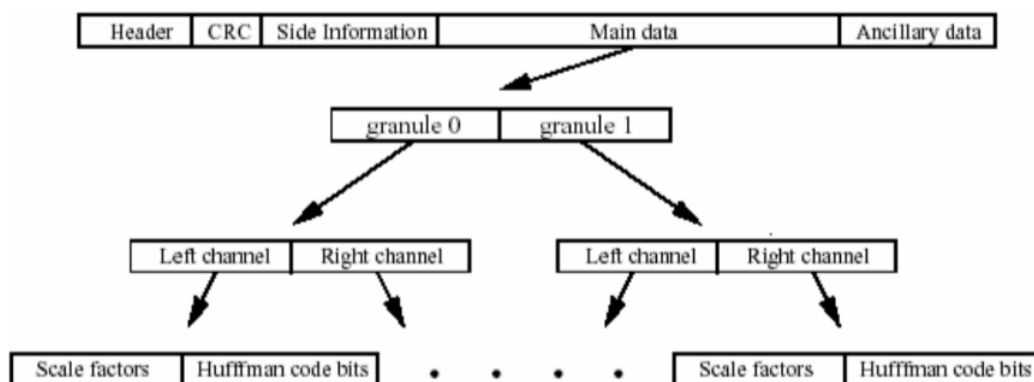 Header CRC Side Information Main data Ancillary data
granule 0 granule 1
Left channel Right channel Left channel Right channel
Scale factors Hufffman code bits Scale factors Hufffman code bits